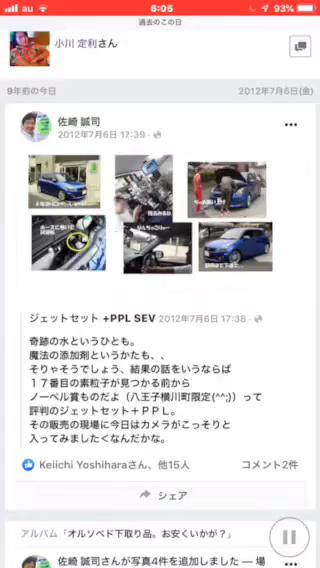 au 6:05 93%
過去のこの日
小川 定利さん
9年前の今日 2012年7月6日(金)
佐崎 誠司
2012年7月6日 17:39
ジェットセット +PPL SEV 2012年7月6日 17:38
奇跡の水というひとも。
魔法の添加剤というかたも、、
そりゃそうでしょう、結果の話をいうならば
１７番目の素粒子が見つかる前から
ノーベル賞ものだよ（八王子横川町限定(^^;)）って
評判のジェットセット＋ＰＰＬ。
その販売の現場に今日はカメラがこっそりと
入ってみましたくなんだかな。
Keiichi Yoshiharaさん、他15人 コメント2件
シェア
アルバム「オルソベド下取り品。お安くいかが？」
佐崎 誠司さんが写真4件を追加しました — 場